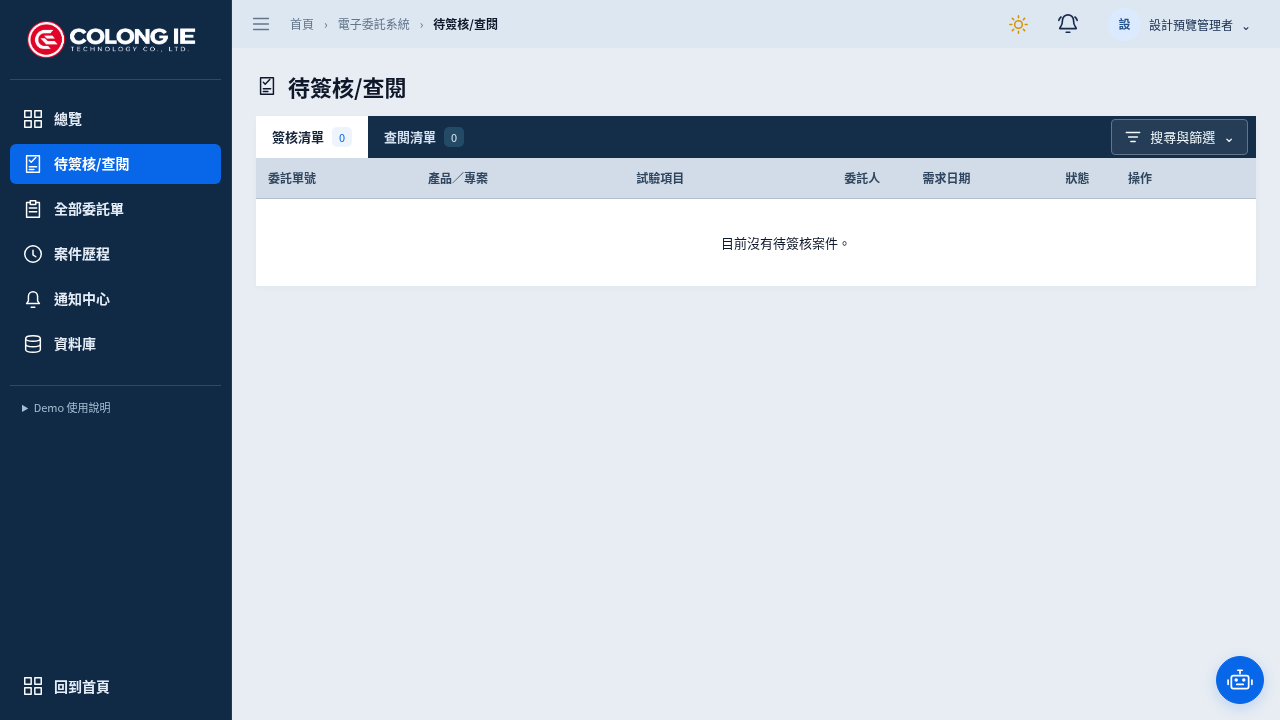 COLONG IE
TECHNOLOGY CO., LTD.
總覽
待簽核/查閱
全部委託單
案件歷程
通知中心
資料庫
Demo 使用說明
回到首頁
首頁 › 電子委託系統 › 待簽核/查閱
設 設計預覽管理者
待簽核/查閱
簽核清單 0 查閱清單 0 搜尋與篩選
委託單號 產品／專案 試驗項目 委託人 需求日期 狀態 操作
目前沒有待簽核案件。